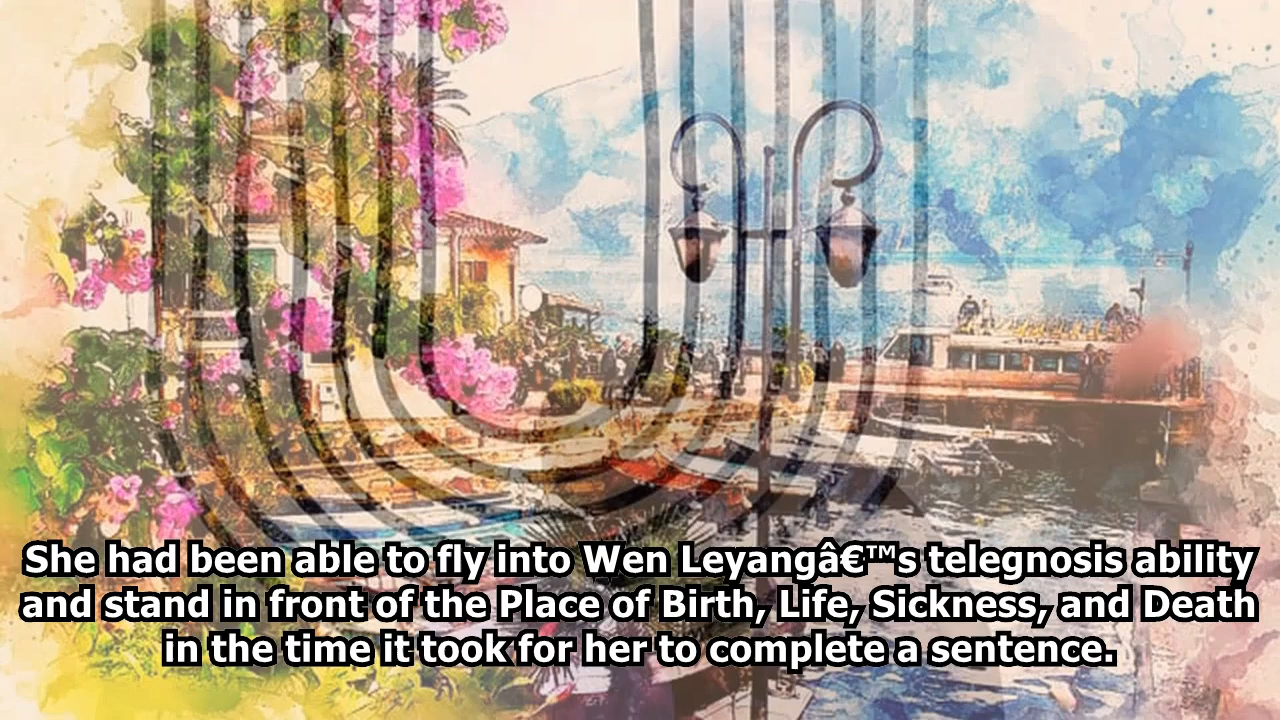 She had been able to fly into Wen Leyangâ€™s telegnosis ability
and stand in front of the Place of Birth, Life, Sickness, and Death
in the time it took for her to complete a sentence.